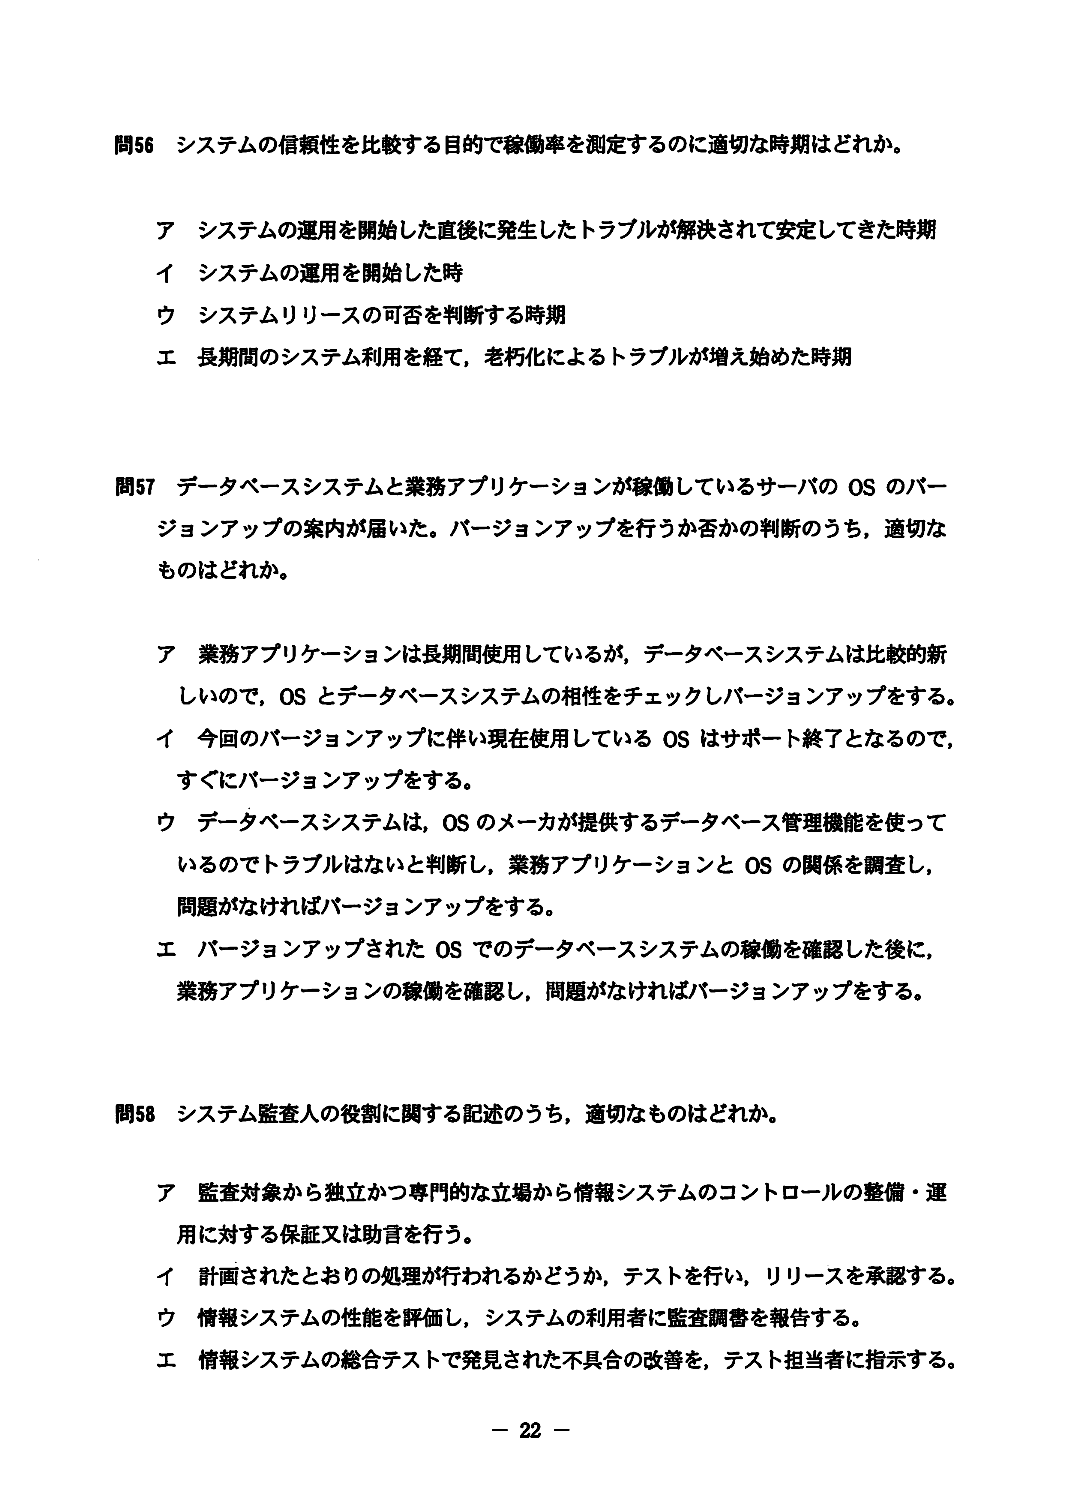 問56 システムの信頼性を比較する目的で稼働率を測定するのに適切な時期はどれか。
ア システムの運用を開始した直後に発生したトラブルが解決されて安定してきた時期
イ システムの運用を開始した時
ウ システムリリースの可否を判断する時期
エ 長期間のシステム利用を経て，老朽化によるトラブルが増え始めた時期
問57 データベースシステムと業務アプリケーションが稼働しているサーバの OS のバー
ジョンアップの案内が届いた。バージョンアップを行うか否かの判断のうち，適切な
ものはどれか。
ア 業務アプリケーションは長期間使用しているが，データベースシステムは比較的新
しいので，OS とデータベースシステムの相性をチェックしバージョンアップをする。
イ 今回のバージョンアップに伴い現在使用している OS はサポート終了となるので，
すぐにバージョンアップをする。
ウ データベースシステムは，OS のメーカが提供するデータベース管理機能を使って
いるのでトラブルはないと判断し，業務アプリケーションと OS の関係を調査し，
問題がなければバージョンアップをする。
エ バージョンアップされた OS でのデータベースシステムの稼働を確認した後に，
業務アプリケーションの稼働を確認し，問題がなければバージョンアップをする。
問58 システム監査人の役割に関する記述のうち，適切なものはどれか。
ア 監査対象から独立かつ専門的な立場から情報システムのコントロールの整備・運
用に対する保証又は助言を行う。
イ 計画されたとおりの処理が行われるかどうか，テストを行い，リリースを承認する。
ウ 情報システムの性能を評価し，システムの利用者に監査調書を報告する。
エ 情報システムの総合テストで発見された不具合の改善を，テスト担当者に指示する。
― 22 ―